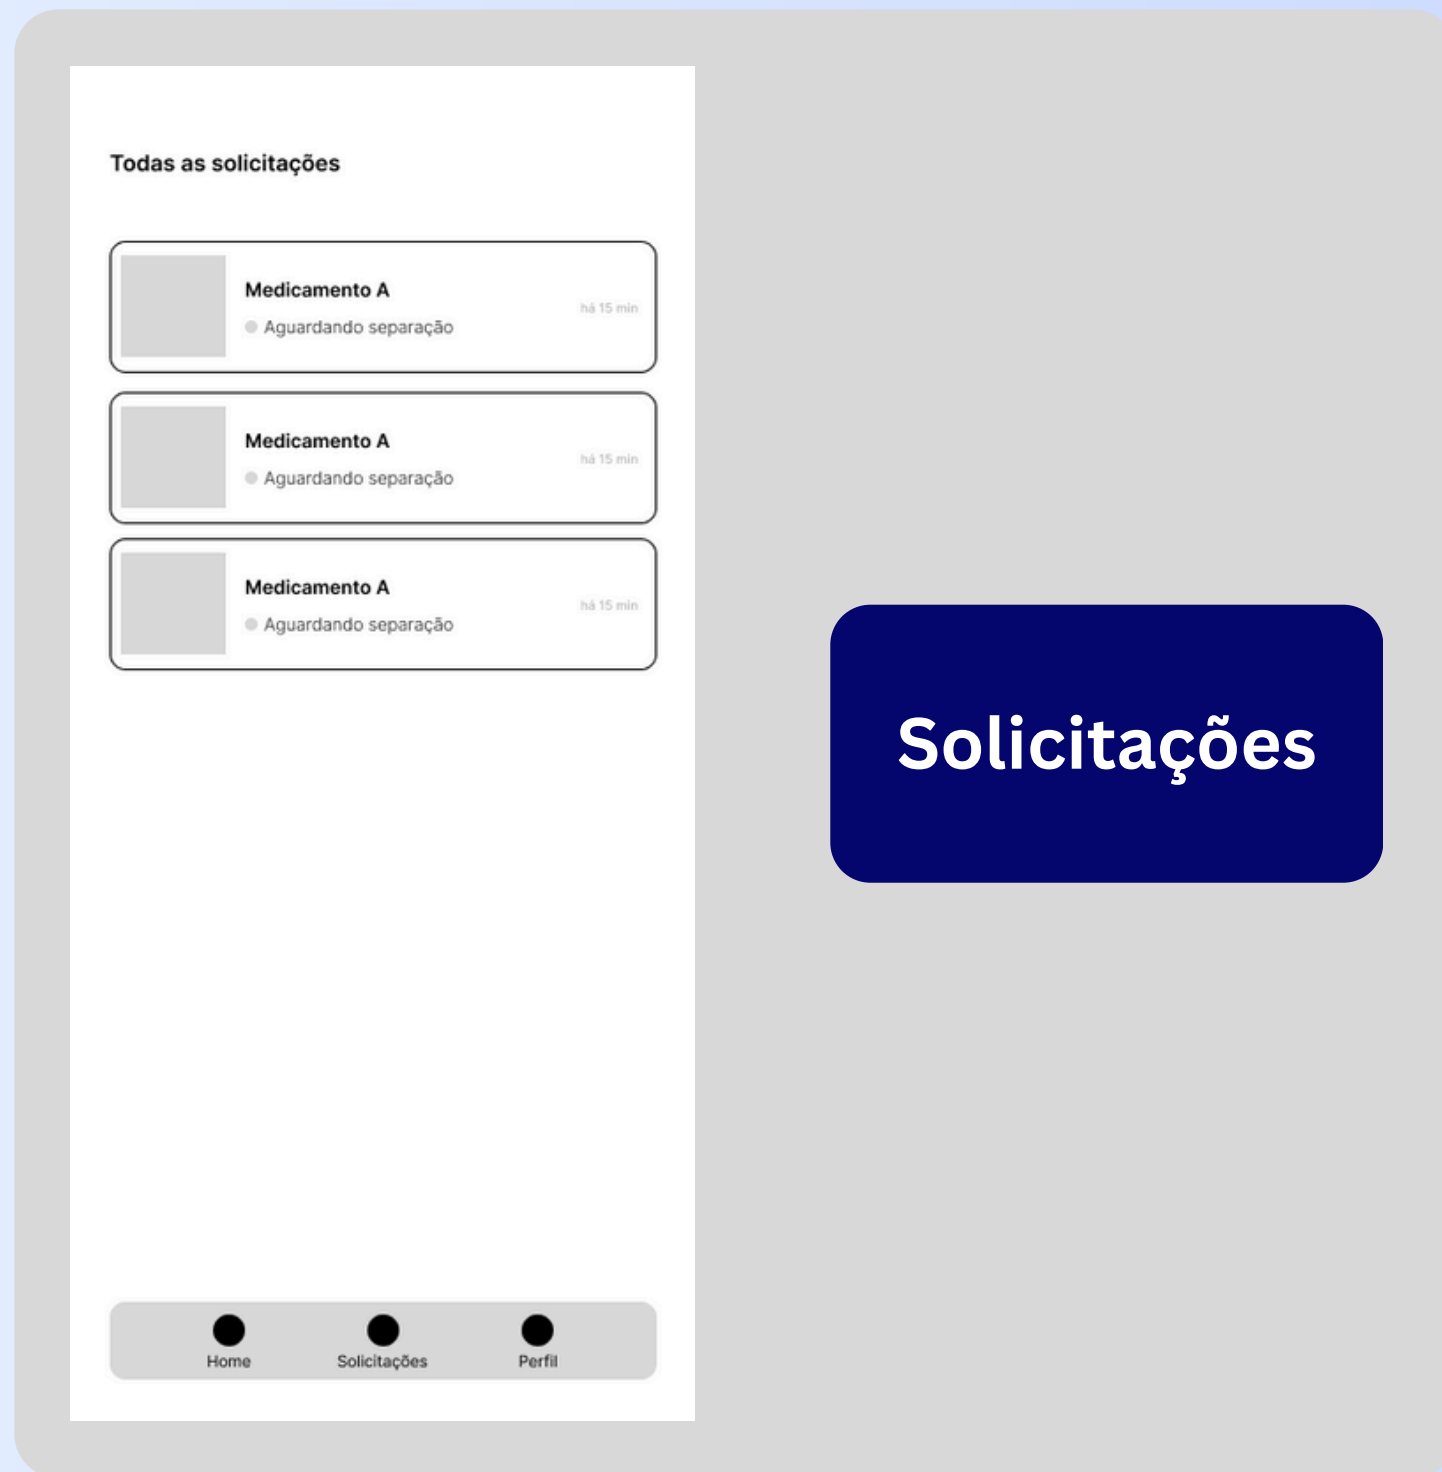 Todas as solicitações
Medicamento A
Aguardando separação
há 15 min
Medicamento A
Aguardando separação
há 15 min
Medicamento A
Aguardando separação
há 15 min
Home
Solicitações
Perfil
Solicitações